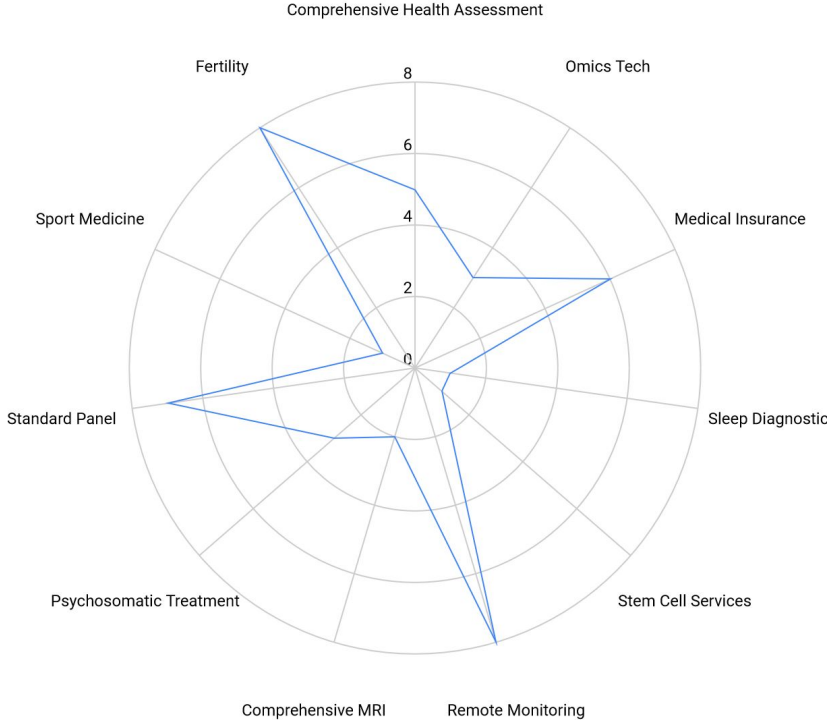 Comprehensive Health Assessment
Fertility
Omics Tech
8
6
Sport Medicine
Medical Insurance
4
2
0
Standard Panel
Sleep Diagnostic
Psychosomatic Treatment
Stem Cell Services
Comprehensive MRI
Remote Monitoring